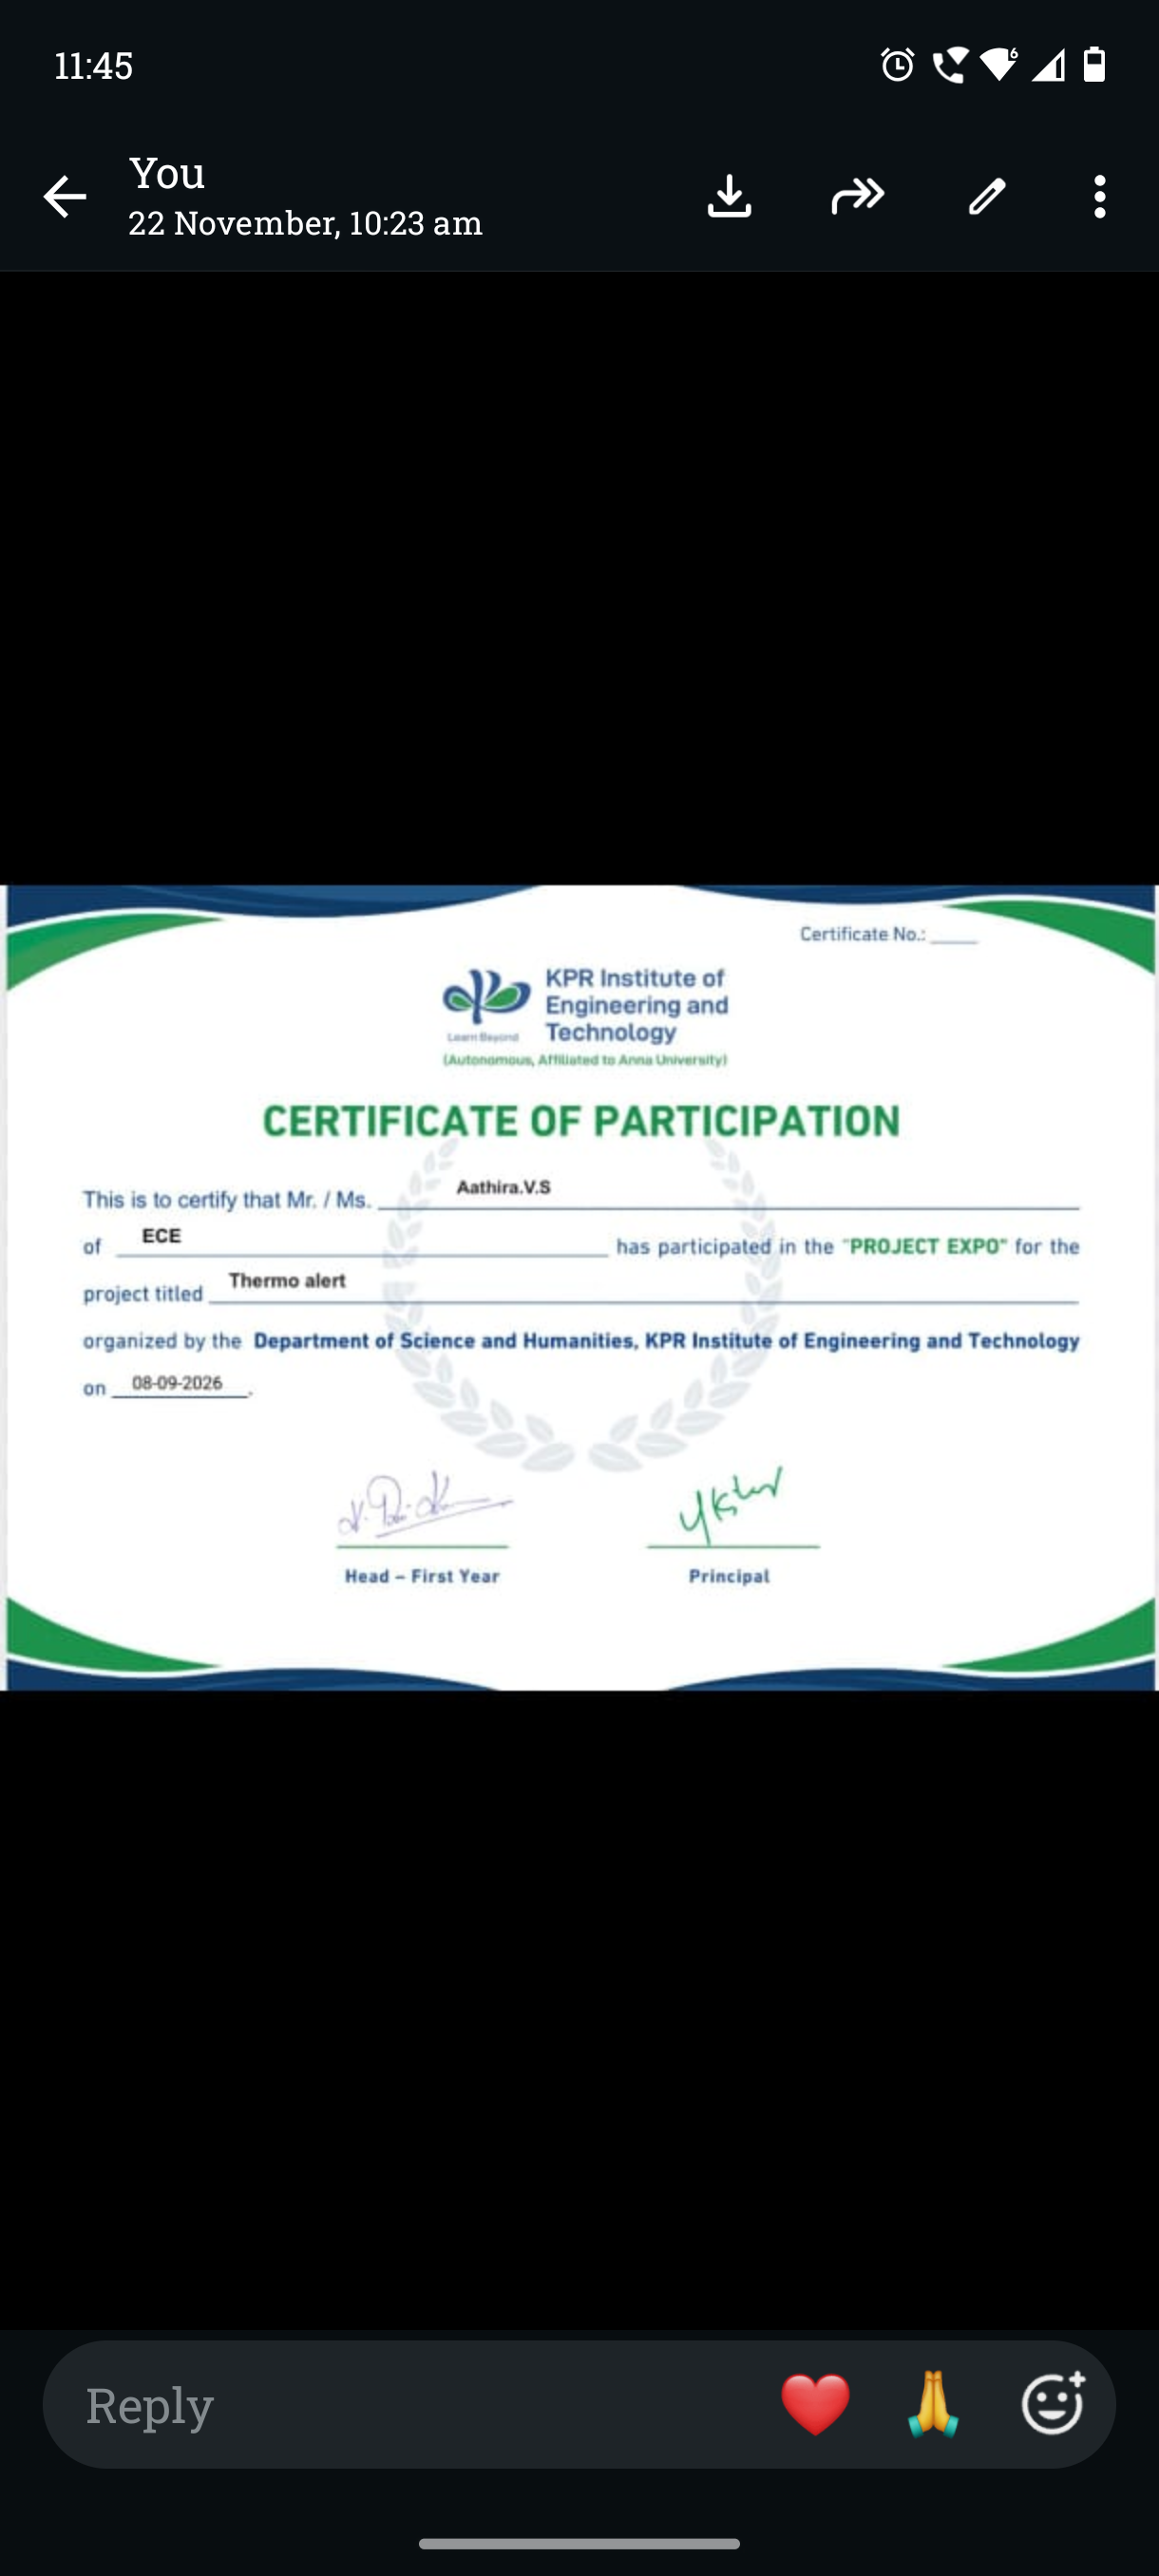 11:45
6
You
22 November, 10:23 am
Certificate No.:
KPR Institute of
Engineering and
Technology
Learn Beyond
(Autonomous, Affiliated to Anna University)
CERTIFICATE OF PARTICIPATION
This is to certify that Mr. / Ms. Aathira.V.S
of ECE has participated in the "PROJECT EXPO" for the
project titled Thermo alert
organized by the Department of Science and Humanities, KPR Institute of Engineering and Technology
on 08-09-2026.
Head – First Year Principal
Reply